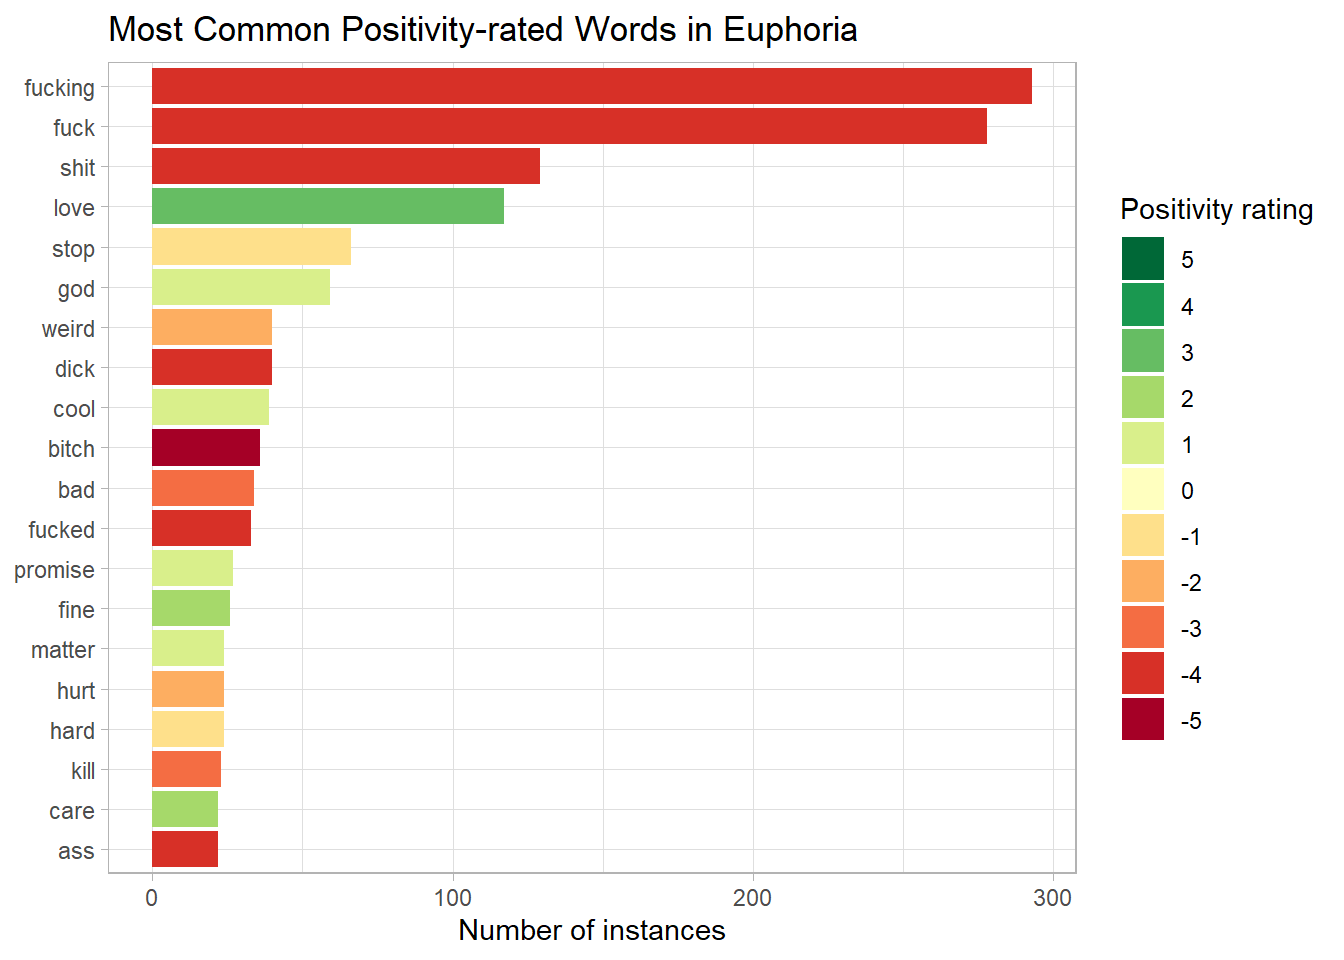 Most Common Positivity-rated Words in Euphoria
fucking
fuck
shit
love
stop
god
weird
dick
cool
bitch
bad
fucked
promise
fine
matter
hurt
hard
kill
care
ass
0 100 200 300
Number of instances
Positivity rating
5
4
3
2
1
0
-1
-2
-3
-4
-5